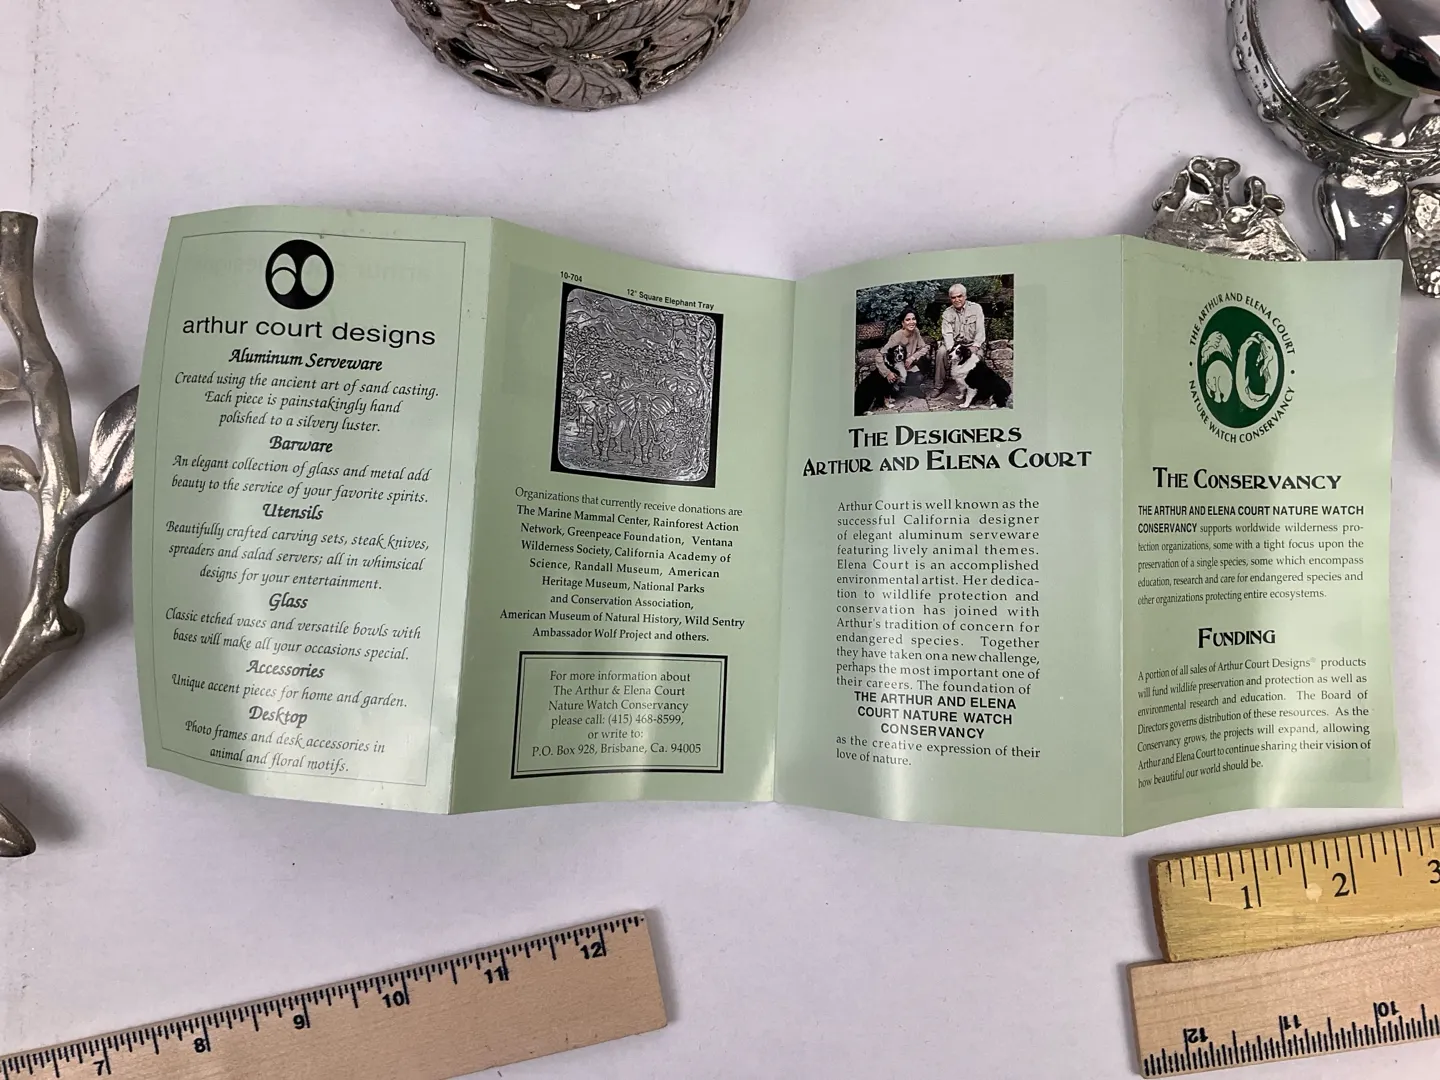 arthur court designs
Aluminum Serveware
Created using the ancient art of sand casting.
Each piece is painstakingly hand
polished to a silvery luster.
Barware
An elegant collection of glass and metal add
beauty to the service of your favorite spirits.
Utensils
Beautifully crafted carving sets, steak knives,
spreaders and salad servers; all in whimsical
designs for your entertainment.
Glass
Classic etched vases and versatile bowls with
bases will make all your occasions special.
Accessories
Unique accent pieces for home and garden.
Desktop
Photo frames and desk accessories in
animal and floral motifs.
10-704
12" Square Elephant Tray
Organizations that currently receive donations are
The Marine Mammal Center, Rainforest Action
Network, Greenpeace Foundation, Ventana
Wilderness Society, California Academy of
Science, Randall Museum, American
Heritage Museum, National Parks
and Conservation Association,
American Museum of Natural History, Wild Sentry
Ambassador Wolf Project and others.
For more information about
The Arthur & Elena Court
Nature Watch Conservancy
please call: (415) 468-8599,
or write to:
P.O. Box 928, Brisbane, Ca. 94005
THE DESIGNERS
ARTHUR AND ELENA COURT
Arthur Court is well known as the
successful California designer
of elegant aluminum serveware
featuring lively animal themes.
Elena Court is an accomplished
environmental artist. Her dedica-
tion to wildlife protection and
conservation has joined with
Arthur's tradition of concern for
endangered species. Together
they have taken on a new challenge,
perhaps the most important one of
their careers. The foundation of
THE ARTHUR AND ELENA
COURT NATURE WATCH
CONSERVANCY
as the creative expression of their
love of nature.
THE ARTHUR AND ELENA COURT
• NATURE WATCH CONSERVANCY •
THE CONSERVANCY
THE ARTHUR AND ELENA COURT NATURE WATCH
CONSERVANCY supports worldwide wilderness pro-
tection organizations, some with a tight focus upon the
preservation of a single species, some which encompass
education, research and care for endangered species and
other organizations protecting entire ecosystems.
FUNDING
A portion of all sales of Arthur Court Designs® products
will fund wildlife preservation and protection as well as
environmental research and education. The Board of
Directors governs distribution of these resources. As the
Conservancy grows, the projects will expand, allowing
Arthur and Elena Court to continue sharing their vision of
how beautiful our world should be.
1 2 3
7 8 9 10 11 12
12 11 10